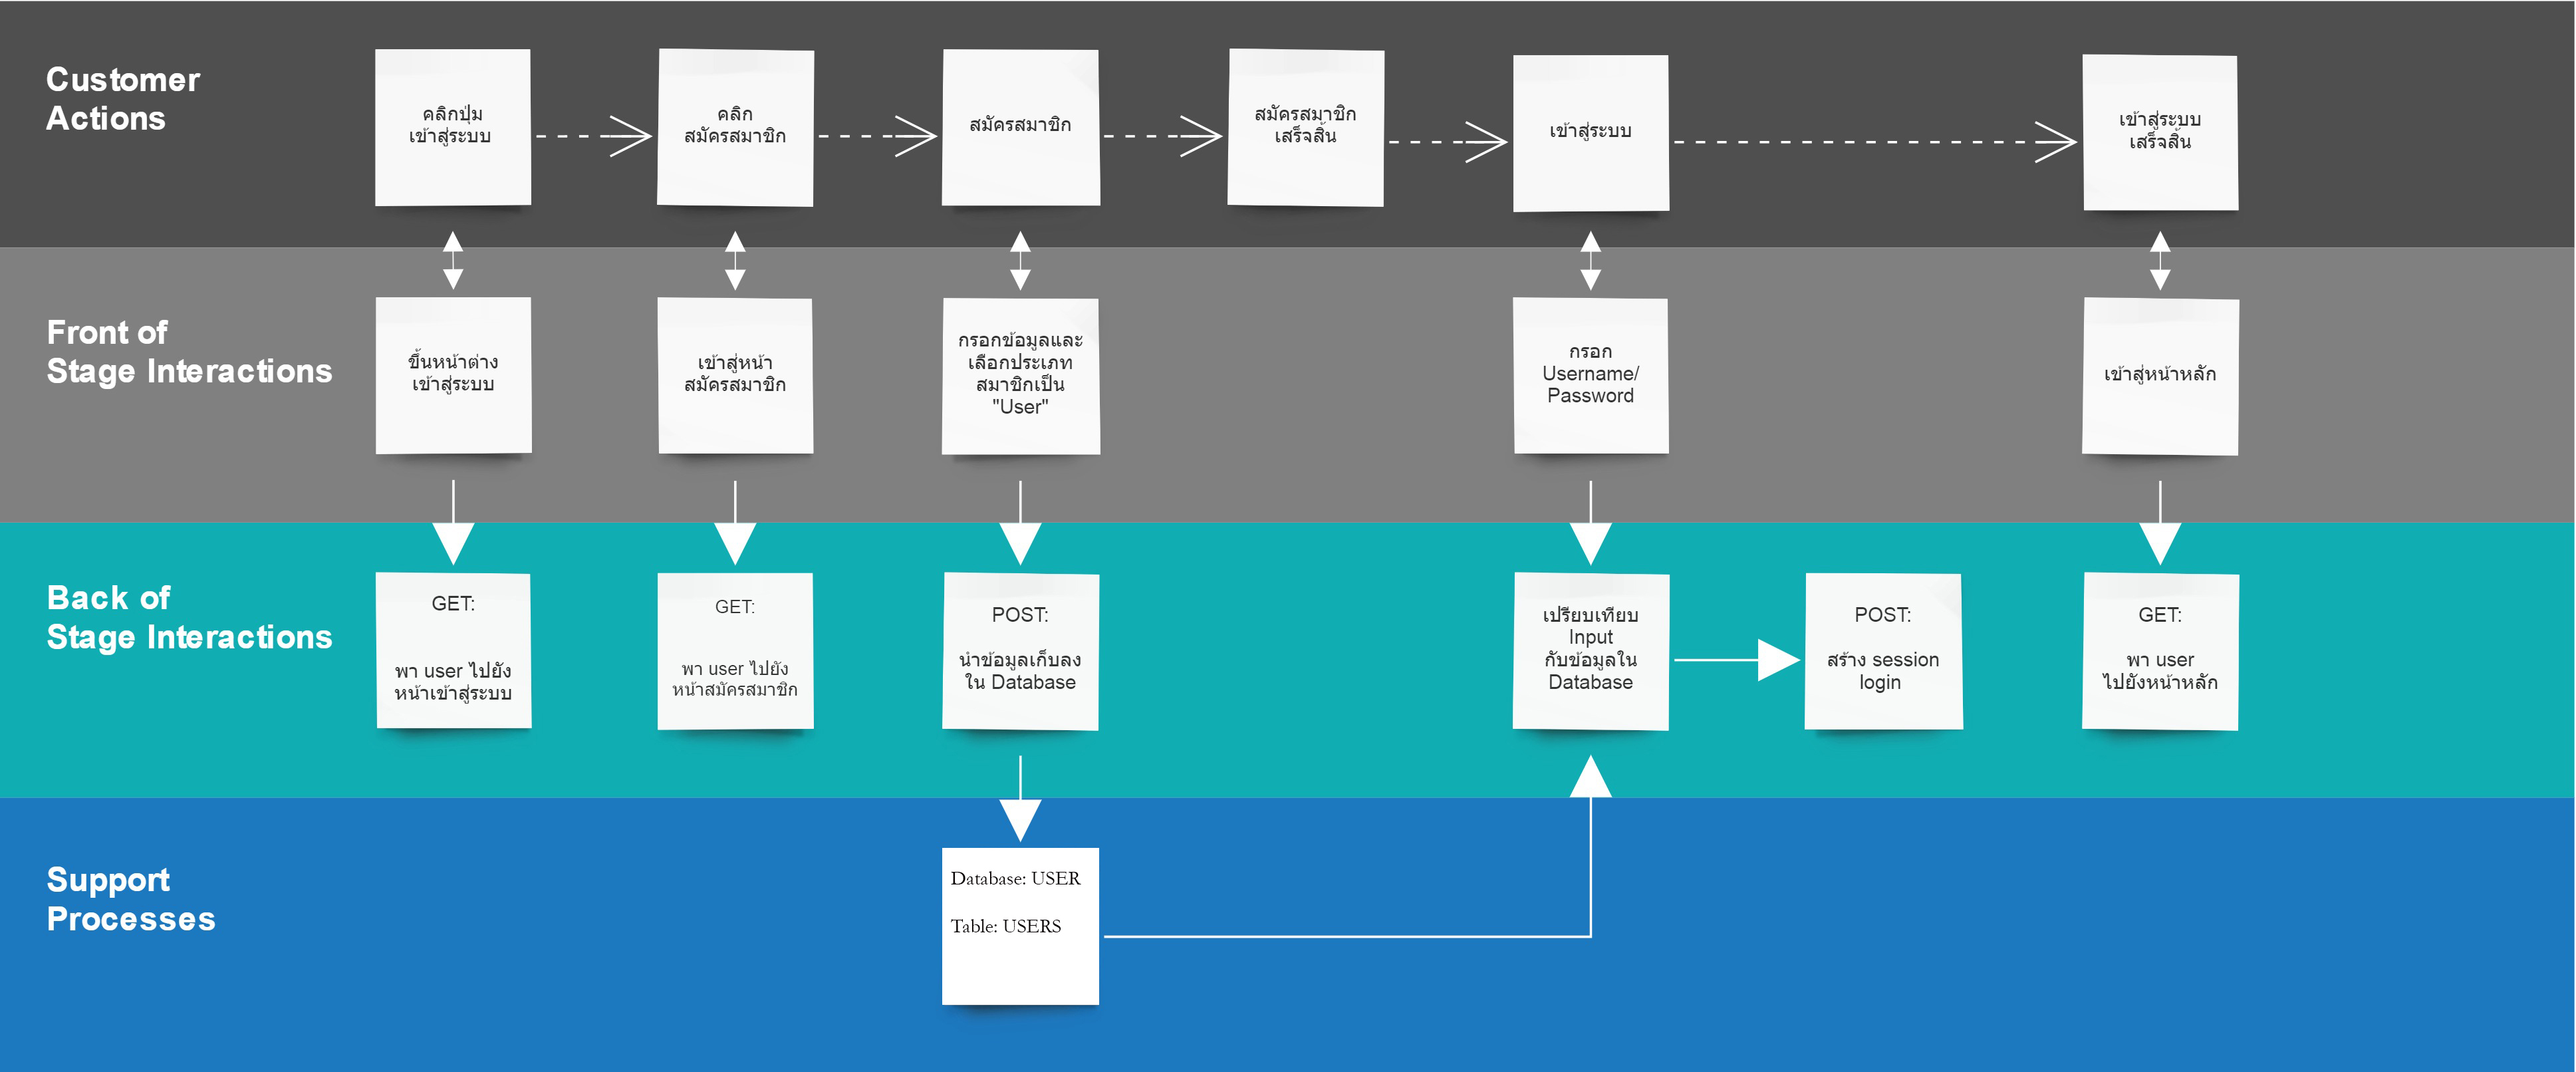 Customer
Actions
คลิกปุ่ม
เข้าสู่ระบบ
คลิก
สมัครสมาชิก
สมัครสมาชิก
สมัครสมาชิก
เสร็จสิ้น
เข้าสู่ระบบ
เข้าสู่ระบบ
เสร็จสิ้น
Front of
Stage Interactions
ขึ้นหน้าต่าง
เข้าสู่ระบบ
เข้าสู่หน้า
สมัครสมาชิก
กรอกข้อมูลและ
เลือกประเภท
สมาชิกเป็น
"User"
กรอก
Username/
Password
เข้าสู่หน้าหลัก
Back of
Stage Interactions
GET:
พา user ไปยัง
หน้าเข้าสู่ระบบ
GET:
พา user ไปยัง
หน้าสมัครสมาชิก
POST:
นำข้อมูลเก็บลง
ใน Database
เปรียบเทียบ
Input
กับข้อมูลใน
Database
POST:
สร้าง session
login
GET:
พา user
ไปยังหน้าหลัก
Support
Processes
Database: USER
Table: USERS